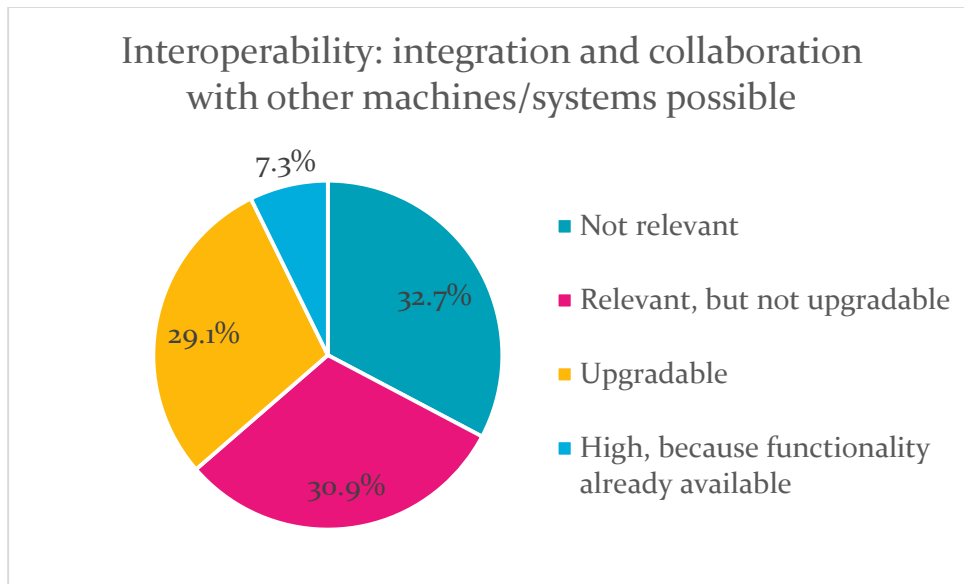 Interoperability: integration and collaboration
with other machines/systems possible
7.3%
32.7%
29.1%
30.9%
Not relevant
Relevant, but not upgradable
Upgradable
High, because functionality
already available